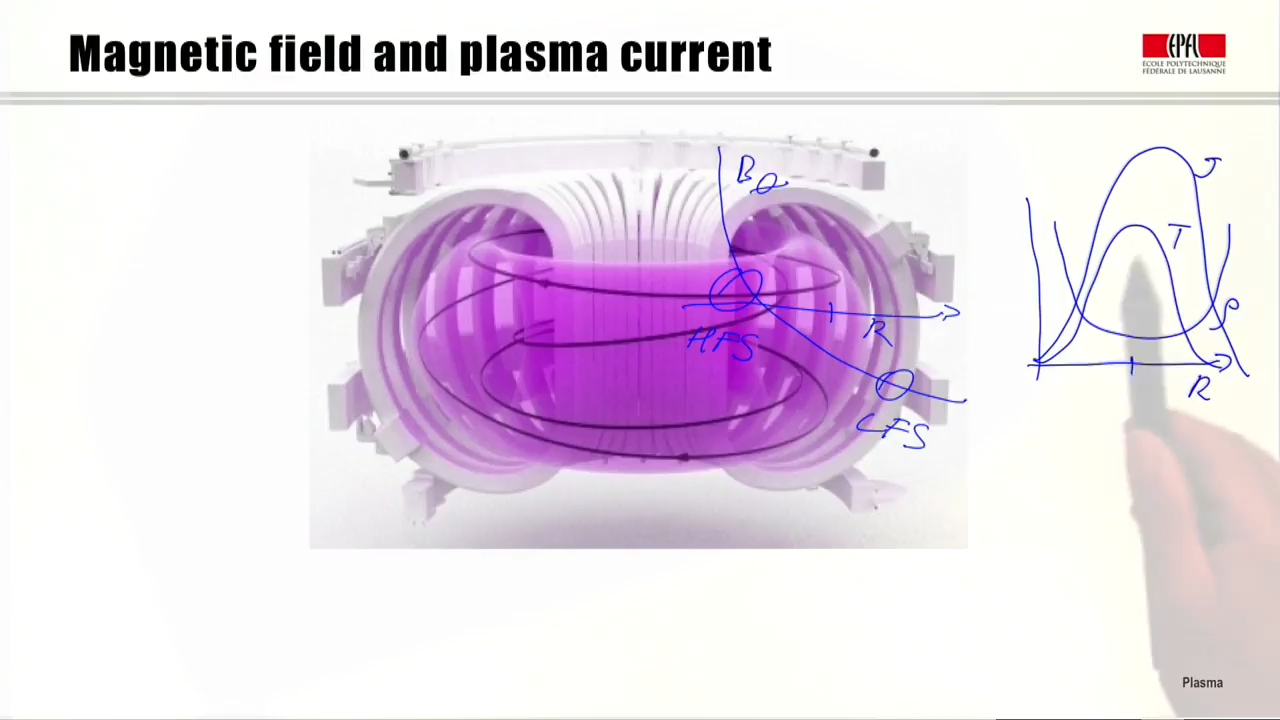 Magnetic field and plasma current
EPFL
ECOLE POLYTECHNIQUE
FÉDÉRALE DE LAUSANNE
Bθ
HFS
R
LFS
J
T
ρ
R
Plasma